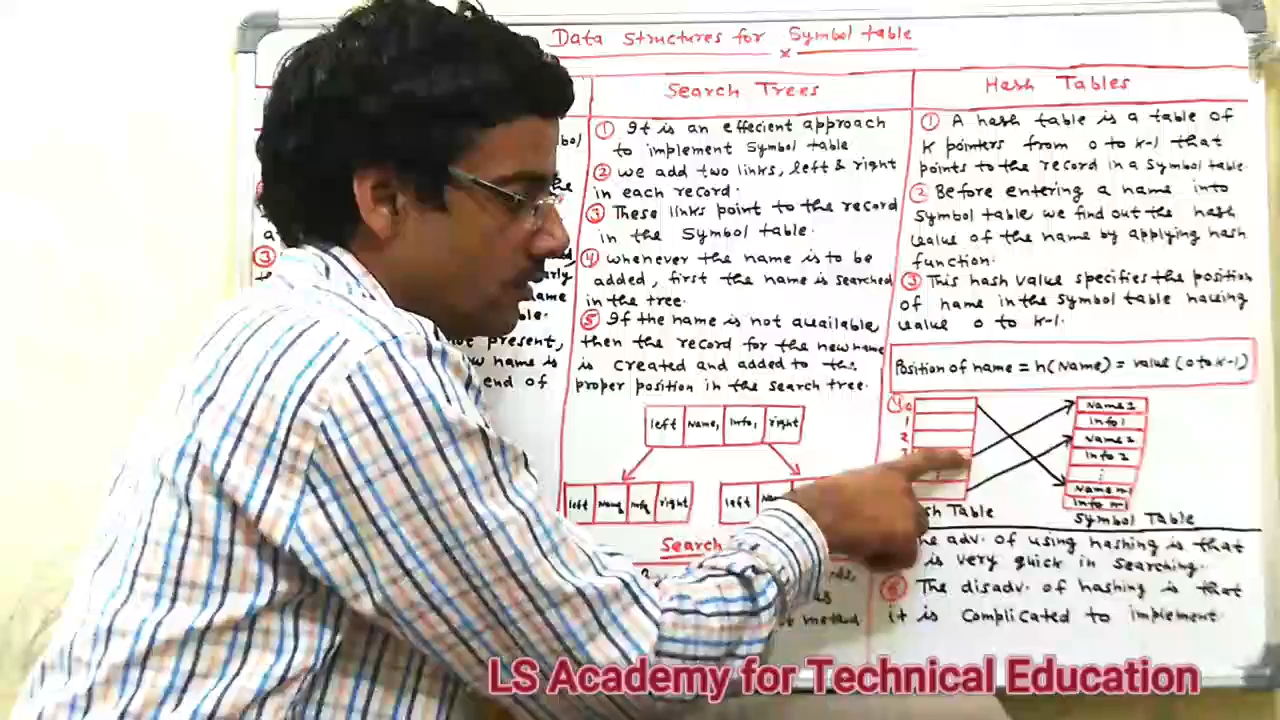 Data Structures for Symbol table
x
Search Trees
① It is an effecient approach
to implement Symbol table
② we add two links, left & right
in each record.
③ These links point to the record
in the Symbol table.
④ whenever the name is to be
added, first the name is searched
in the tree.
⑤ If the name is not available,
then the record for the new name
is created and added to the
proper position in the search tree.
left Name, Info, right
left right
left
Search
Hash Tables
① A hash table is a table of
K pointers from 0 to k-1 that
points to the record in a Symbol table.
② Before entering a name into
Symbol table we find out the hash
value of the name by applying hash
function.
③ This hash value specifies the position
of name in the Symbol table having
value 0 to k-1.
Position of name = h(Name) = value (0 to k-1)
④ 0
1
2
Name 1
info 1
Name 2
info 2
:
Name m
info m
Table
Symbol Table
adv. of using hashing is that
is very quick in searching.
⑥ The disadv. of hashing is that
it is Complicated to implement.
③
present,
name is
end of
method
LS Academy for Technical Education